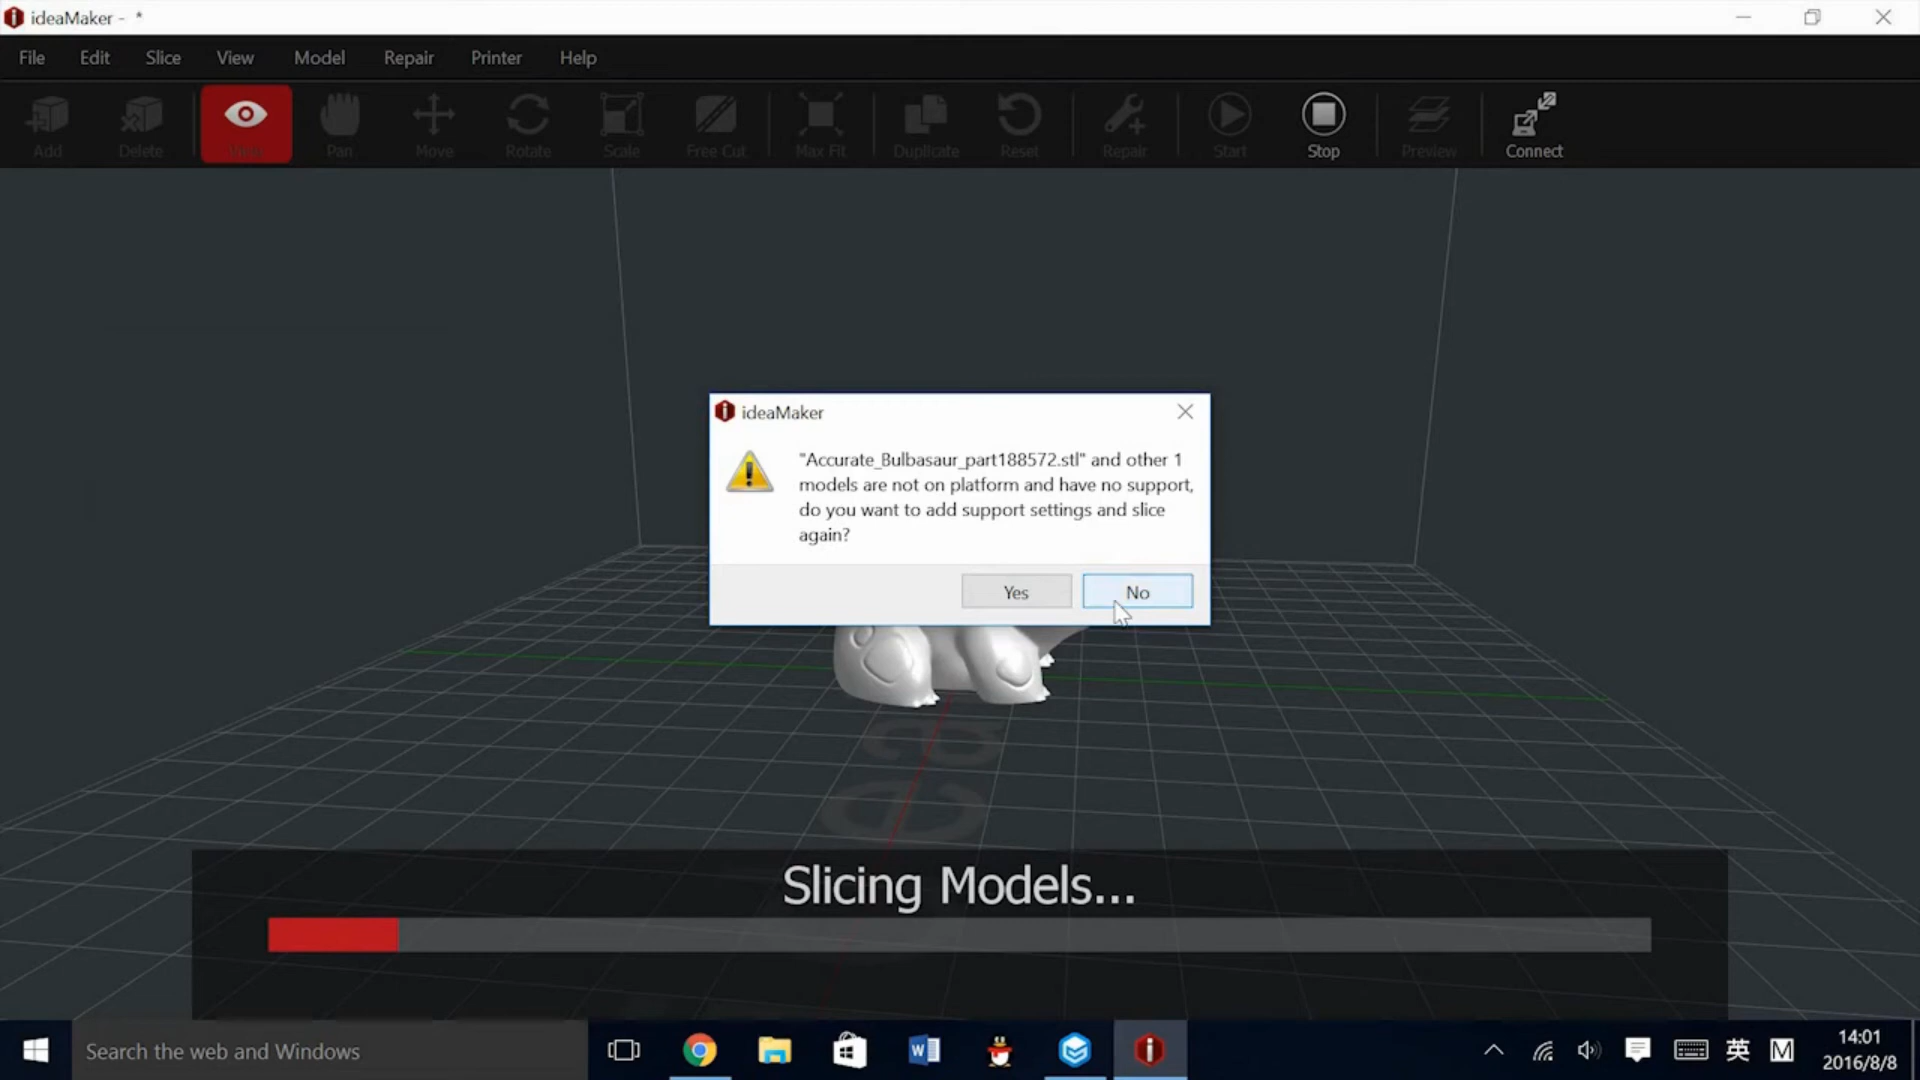 ideaMaker - *
File Edit Slice View Model Repair Printer Help
Add Delete View Pan Move Rotate Scale Free Cut Max Fit Duplicate Reset Repair Start Stop Preview Connect
ideaMaker
"Accurate_Bulbasaur_part188572.stl" and other 1
models are not on platform and have no support,
do you want to add support settings and slice
again?
Yes No
Slicing Models...
Search the web and Windows
英 M 14:01
2016/8/8